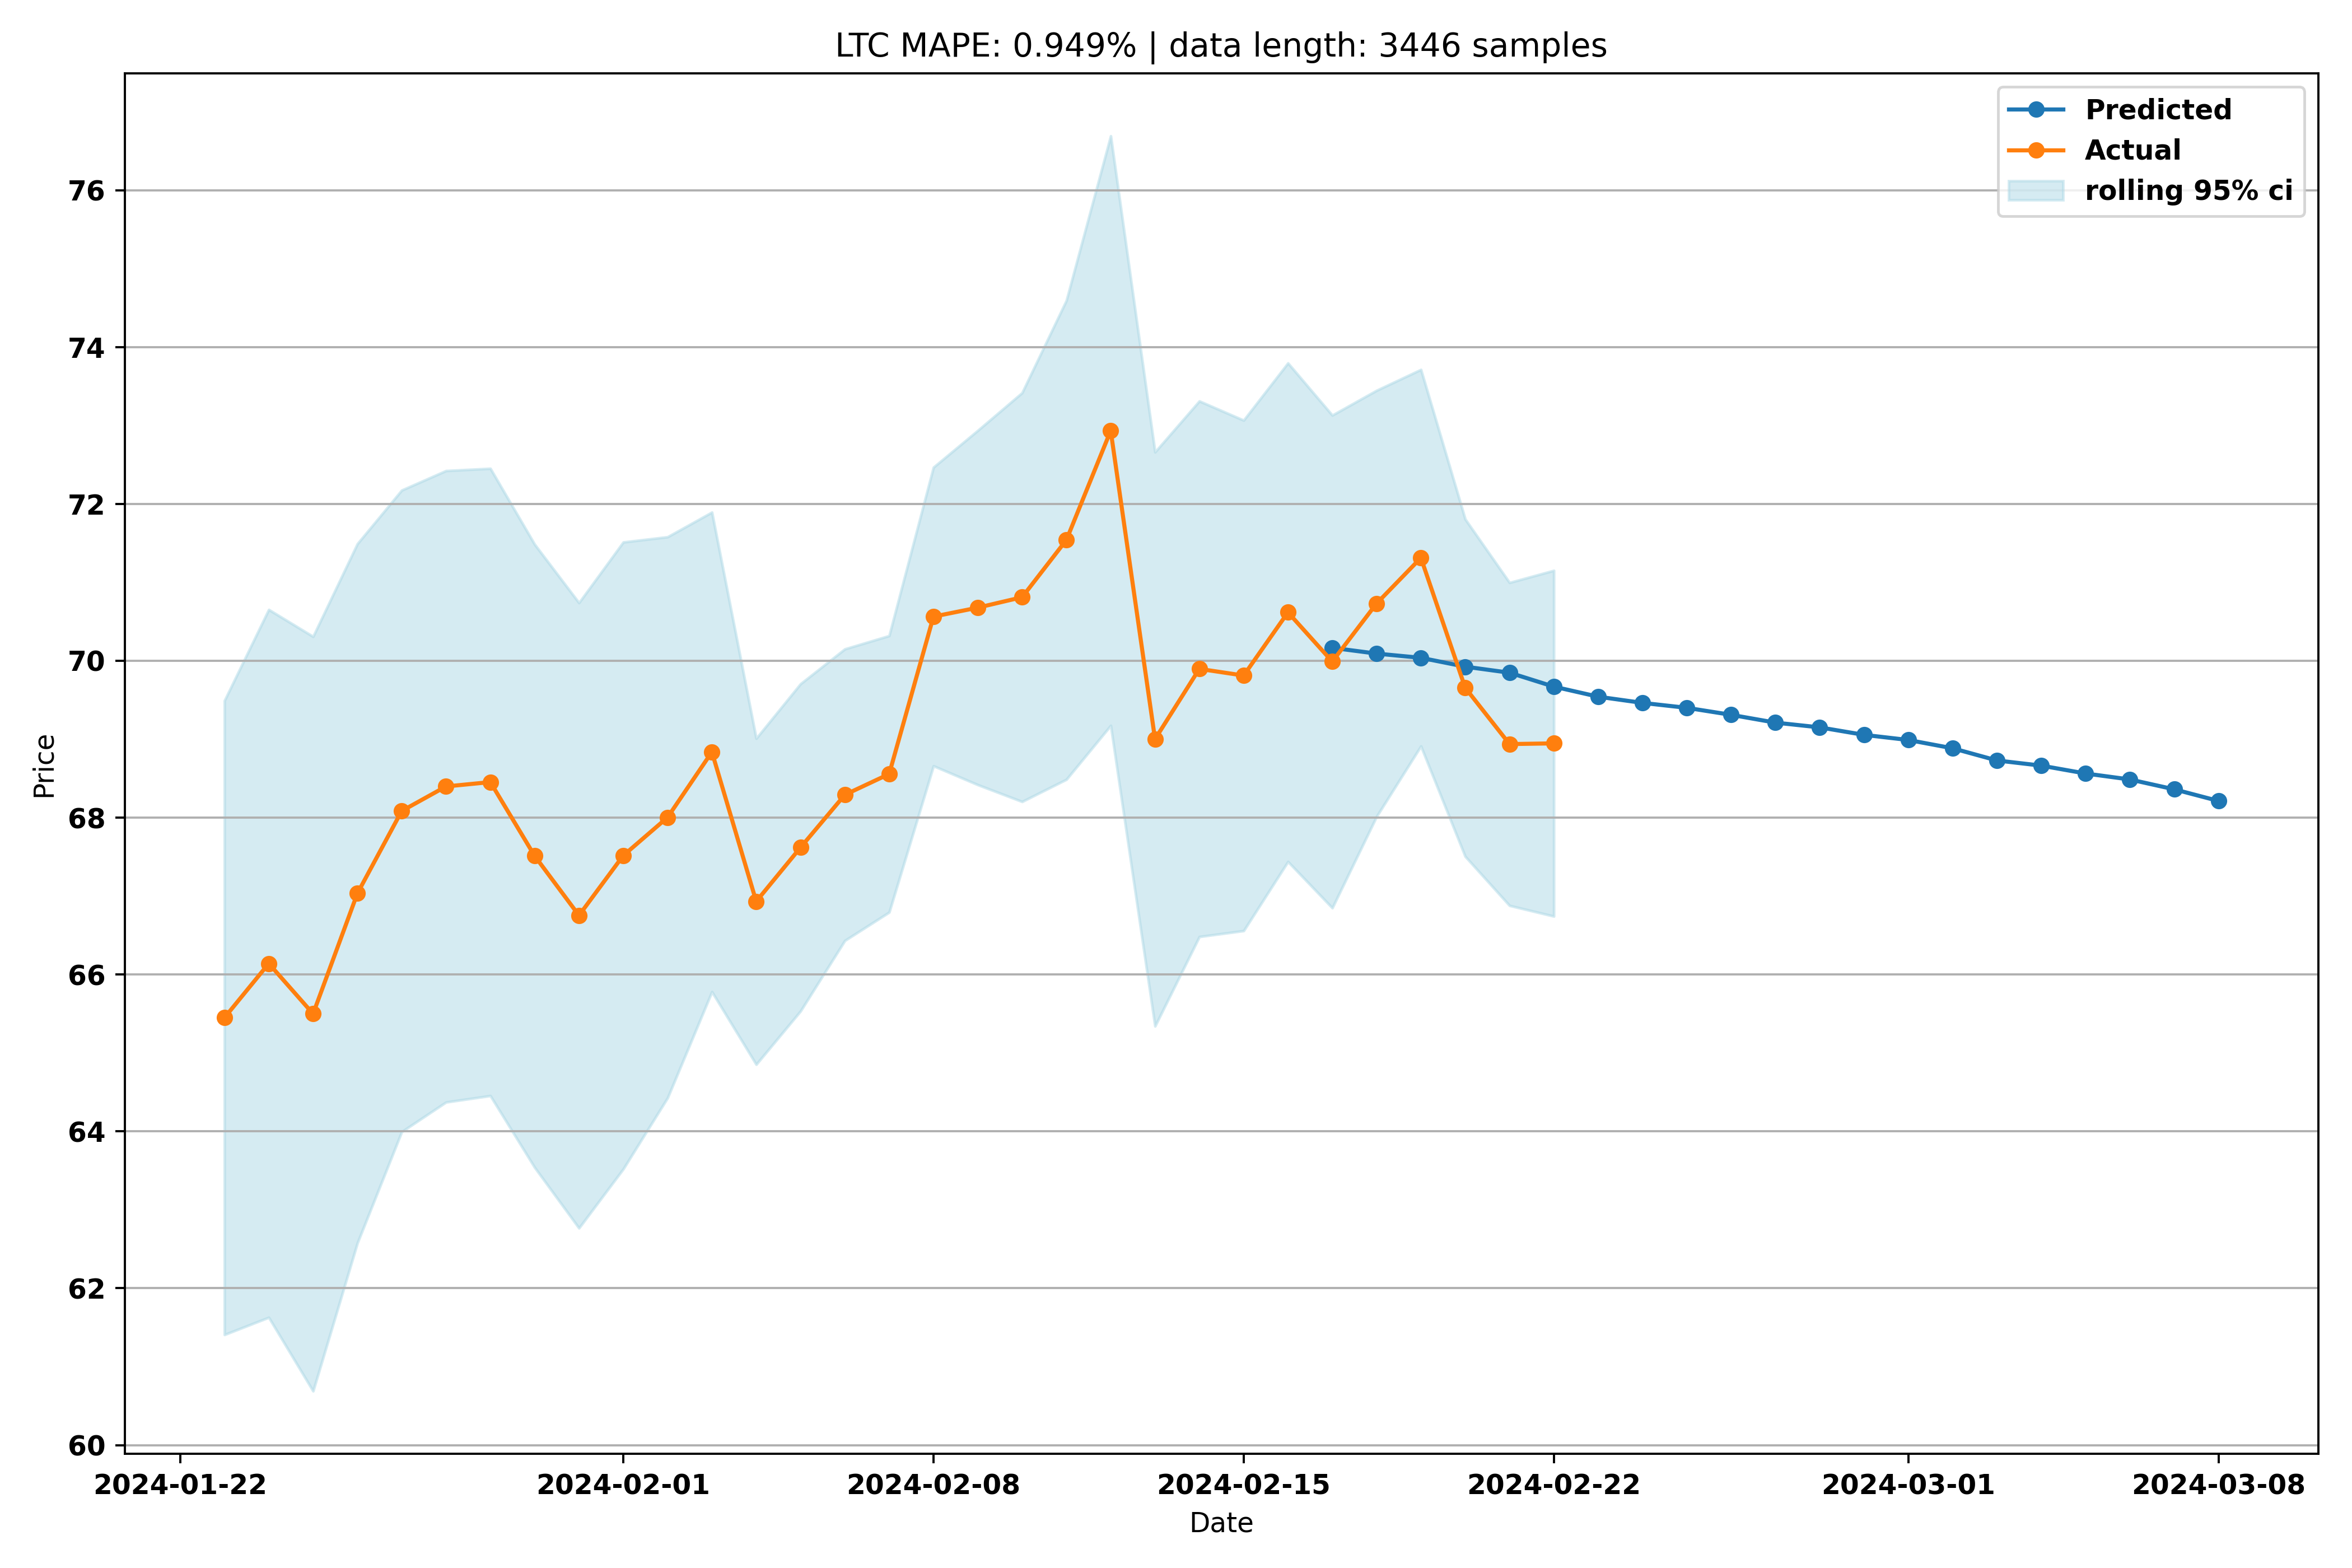 LTC MAPE: 0.949% | data length: 3446 samples
Predicted
Actual
rolling 95% ci
76
74
72
70
68
66
64
62
60
Price
2024-01-22
2024-02-01
2024-02-08
2024-02-15
2024-02-22
2024-03-01
2024-03-08
Date